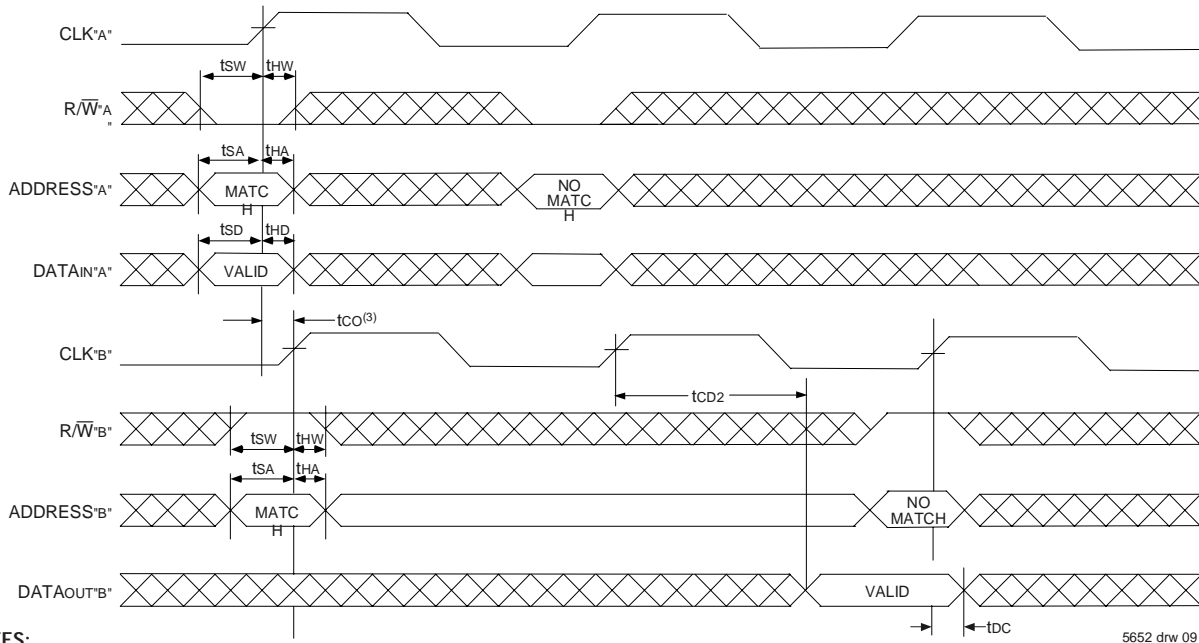 CLK"A"
tSW tHW
R/W"A
"
tSA tHA
ADDRESS"A"
MATC
H
NO
MATC
H
tSD tHD
DATAIN"A"
VALID
tCO(3)
CLK"B"
tCD2
R/W"B"
tSW tHW
tSA tHA
ADDRESS"B"
MATC
H
NO
MATCH
DATAOUT"B"
VALID
tDC
5652 drw 09